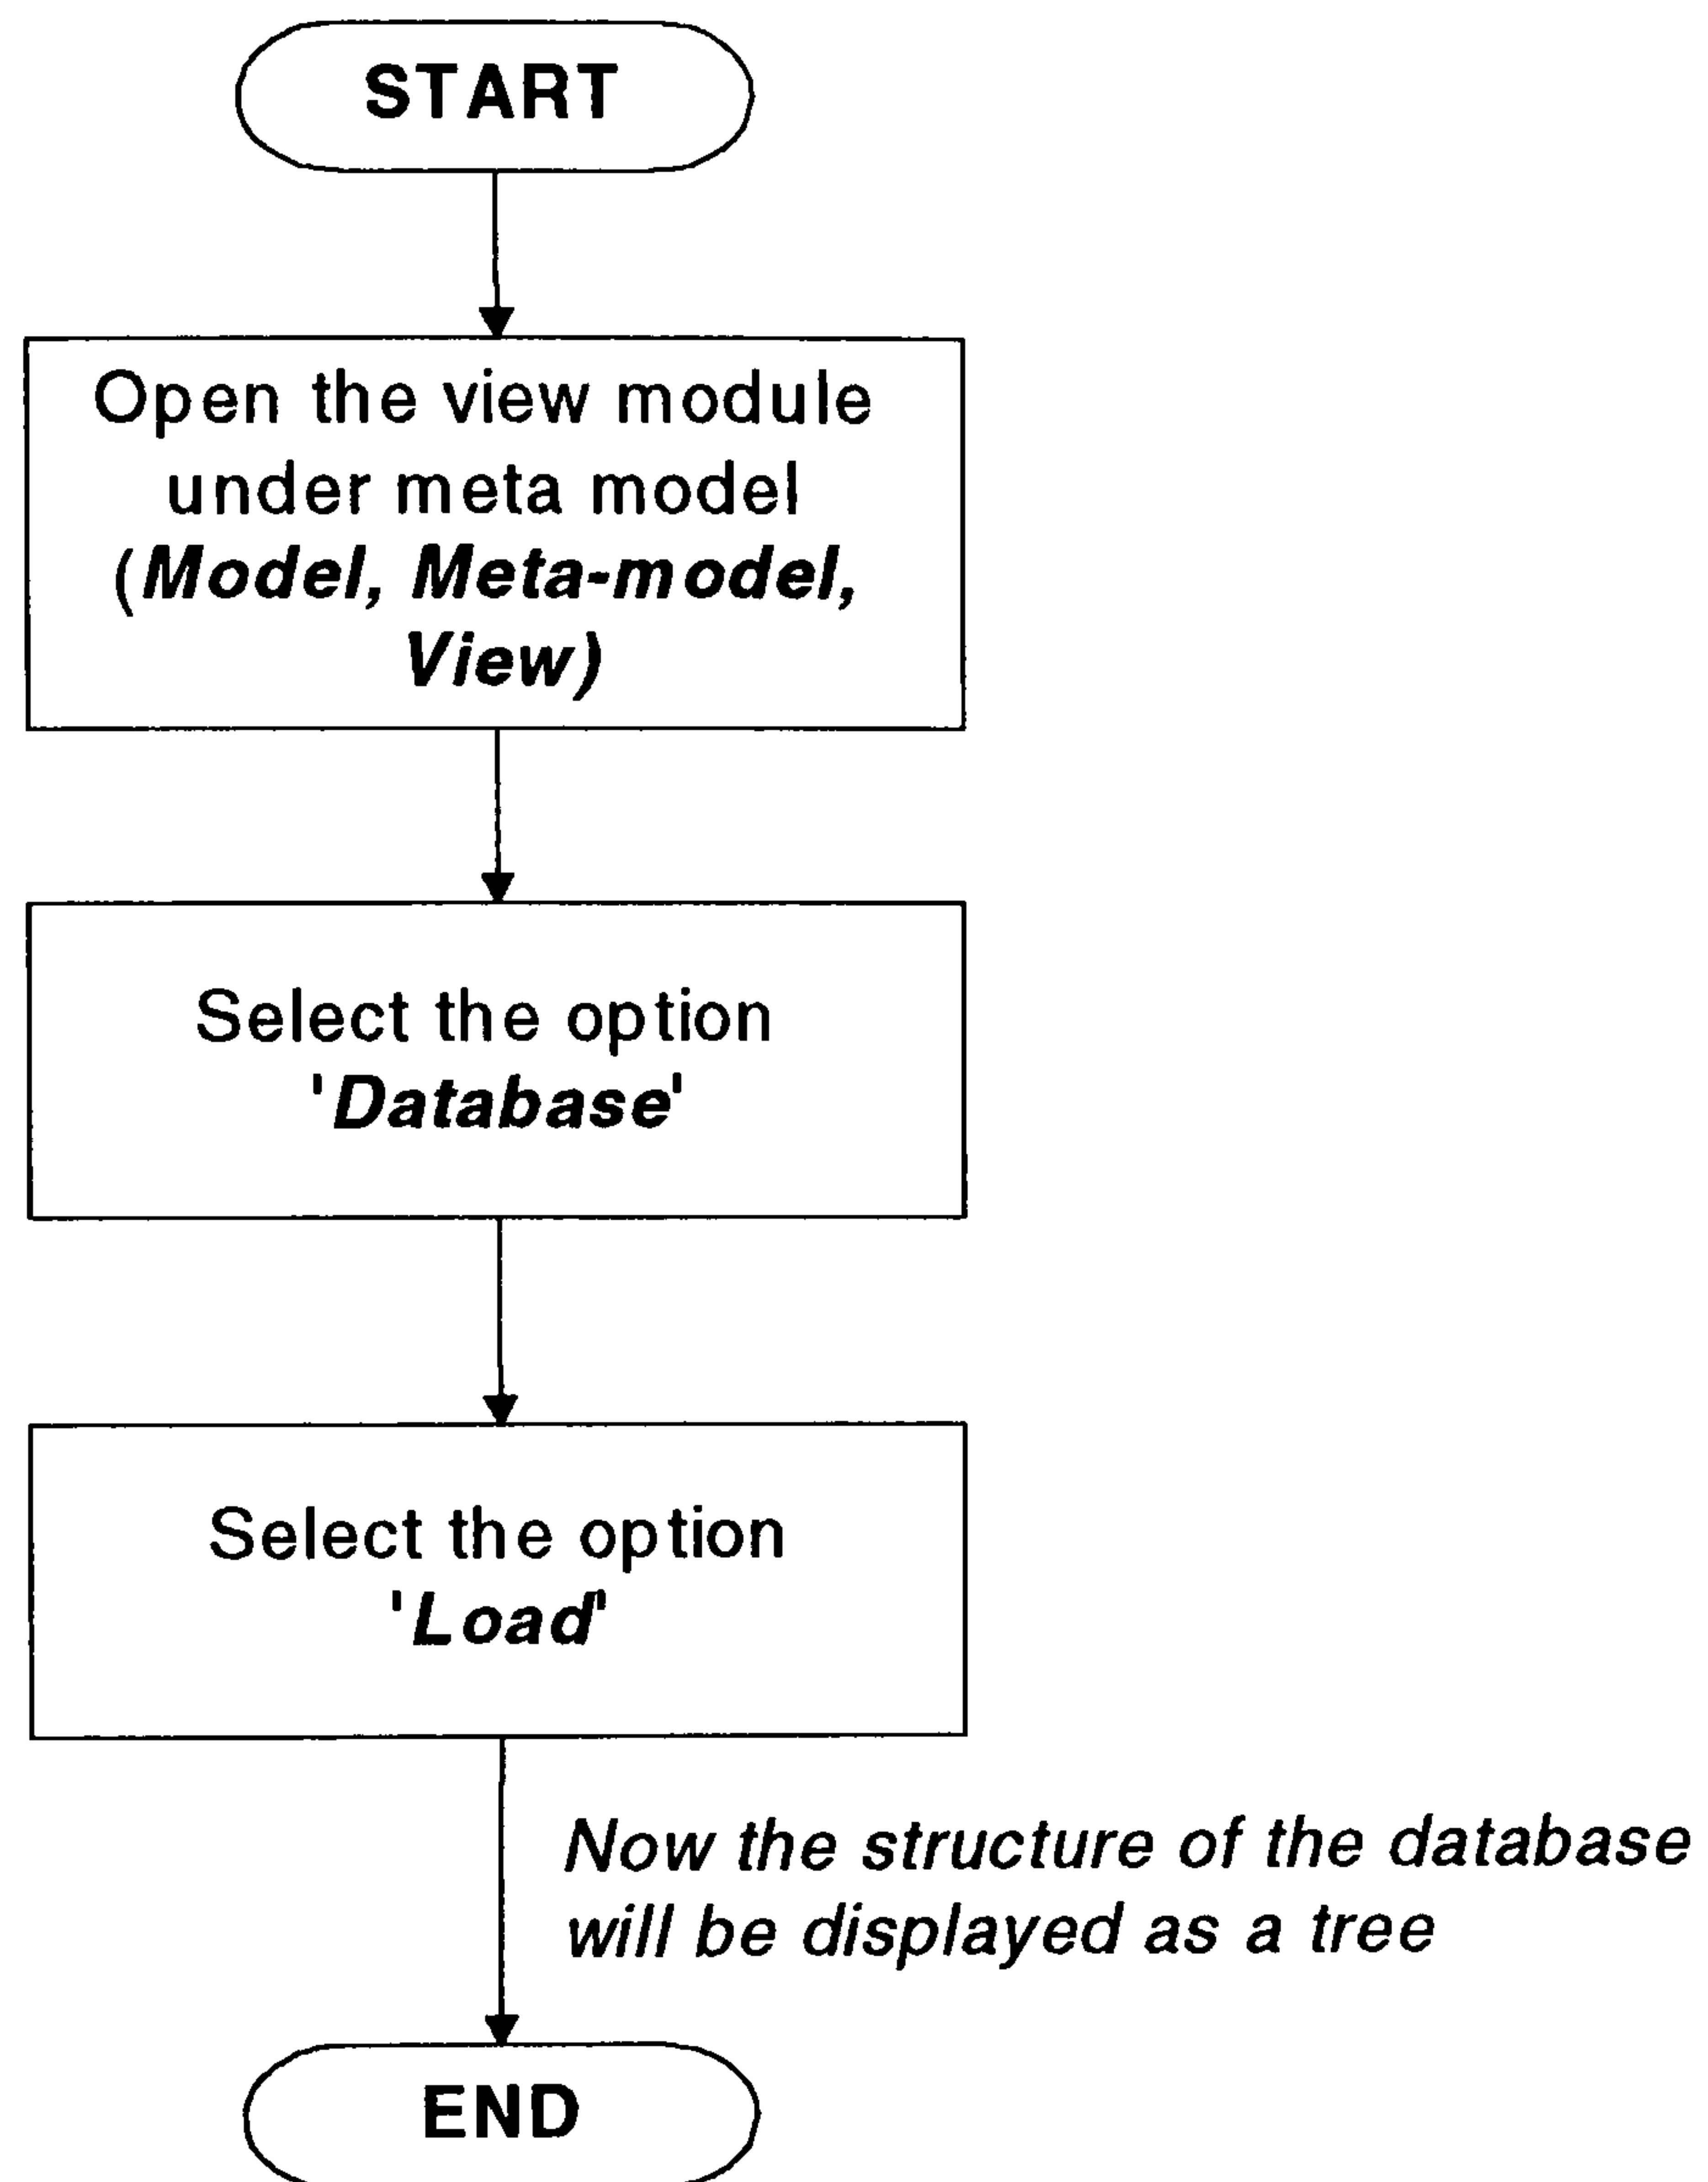 START
Open the view module
under meta model
(Model, Meta-model,
View)
Select the option
'Database'
Select the option
'Load'
Now the structure of the database
will be displayed as a tree
END